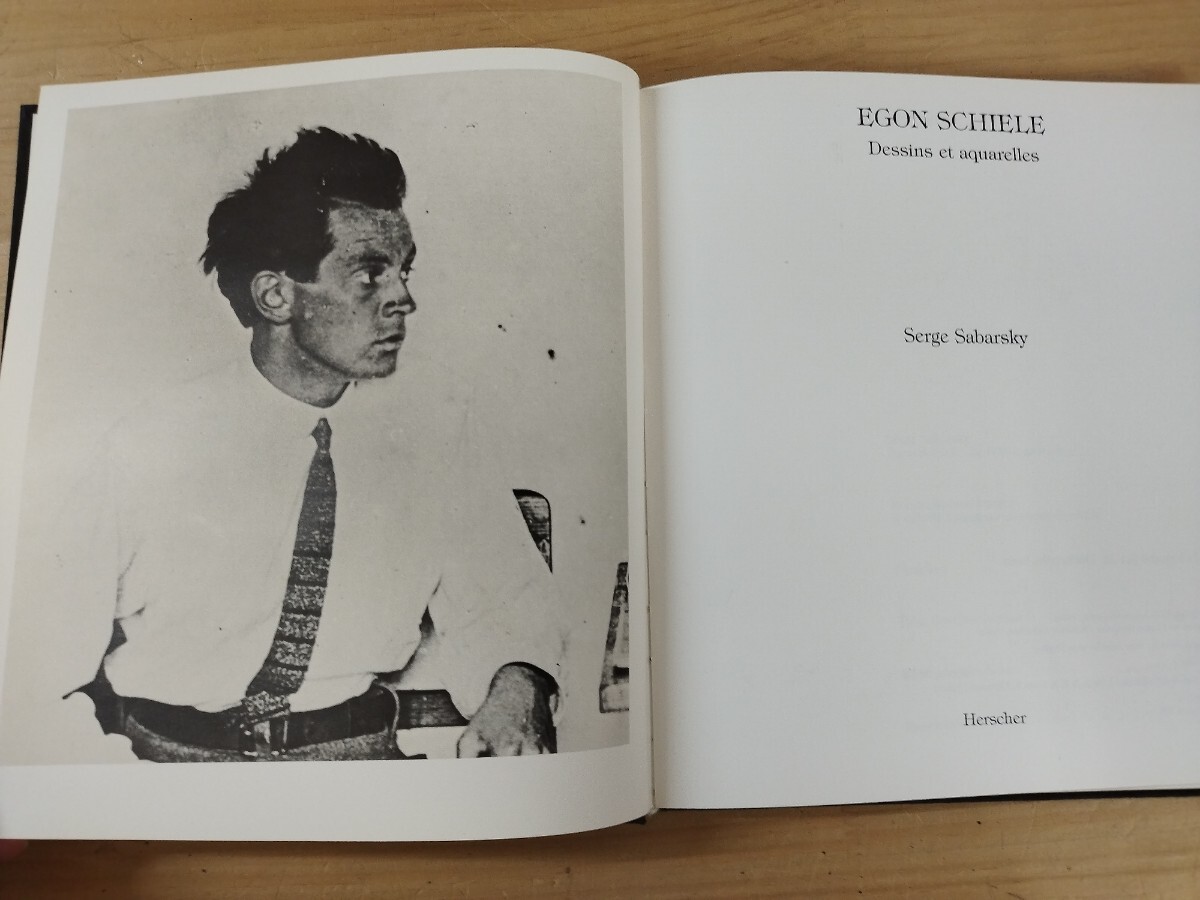 EGON SCHIELE
Dessins et aquarelles
Serge Sabarsky
Herscher